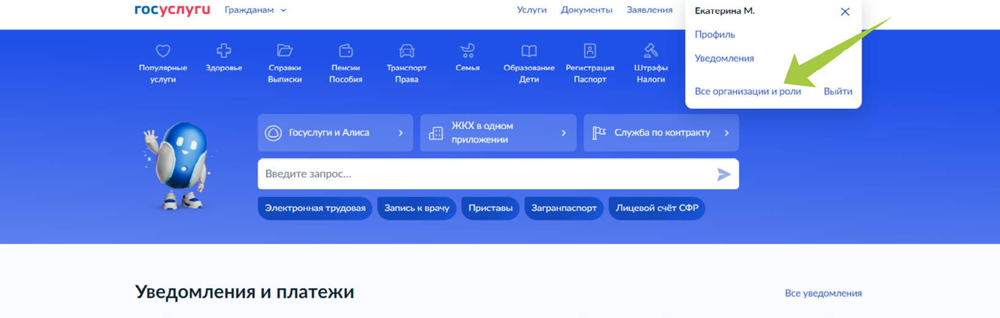 госуслуги Гражданам Услуги Документы Заявления Екатерина М.
Профиль
Уведомления
Все организации и роли Выйти
Популярные
услуги
Здоровье
Справки
Выписки
Пенсии
Пособия
Транспорт
Права
Семья
Образование
Дети
Регистрация
Паспорт
Штрафы
Налоги
Госуслуги и Алиса
ЖКХ в одном
приложении
Служба по контракту
Введите запрос...
Электронная трудовая Запись к врачу Приставы Загранпаспорт Лицевой счёт СФР
Уведомления и платежи Все уведомления